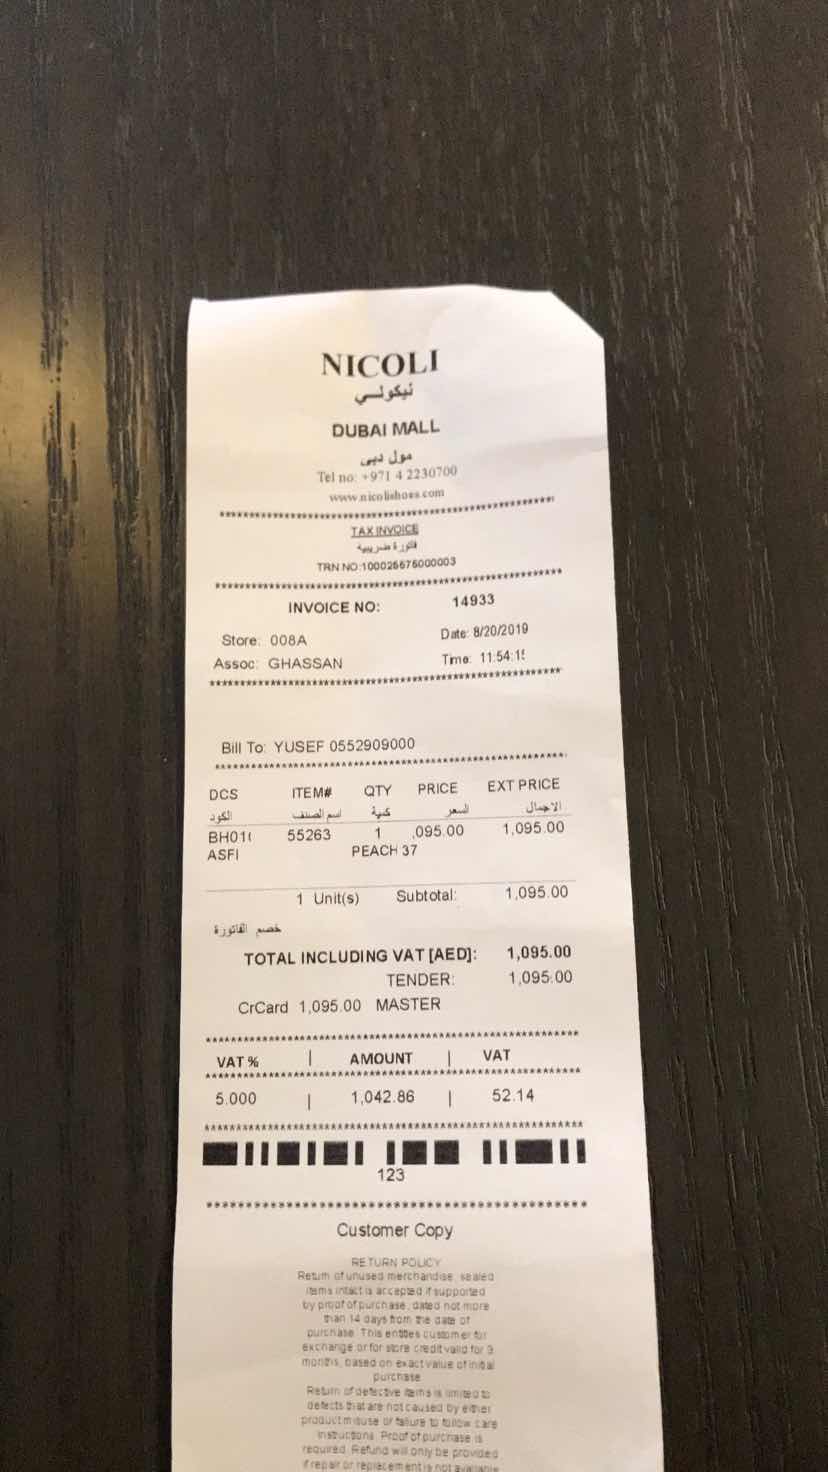 NICOLI
نيكولي
DUBAI MALL
مول دبى
Tel no: +971 4 2230700
www.nicolishoes.com
TAX INVOICE
فاتورة ضريبيه
TRN NO:100026676000003
INVOICE NO: 14933
Store: 008A Date: 8/20/2019
Assoc: GHASSAN Time: 11:54:15
Bill To: YUSEF 0552909000
DCS ITEM# QTY PRICE EXT PRICE
الكود اسم الصنف كمية السعر الاجمال
BH01 55263 1 ,095.00 1,095.00
ASFI PEACH 37
1 Unit(s) Subtotal: 1,095.00
خصم الفاتورة
TOTAL INCLUDING VAT [AED]: 1,095.00
TENDER: 1,095.00
CrCard 1,095.00 MASTER
VAT % | AMOUNT | VAT
5.000 | 1,042.86 | 52.14
123
Customer Copy
RETURN POLICY
Return of unused merchandise, sealed
items intact is accepted if supported
by proof of purchase, dated not more
than 14 days from the date of
purchase. This entitles customer for
exchange or for store credit valid for 3
months, based on exact value of initial
purchase
Return of defective items is limited to
defects that are not caused by either
product misuse or failure to follow care
instructions. Proof of purchase is
required. Refund will only be provided
if repair or replacement is not available